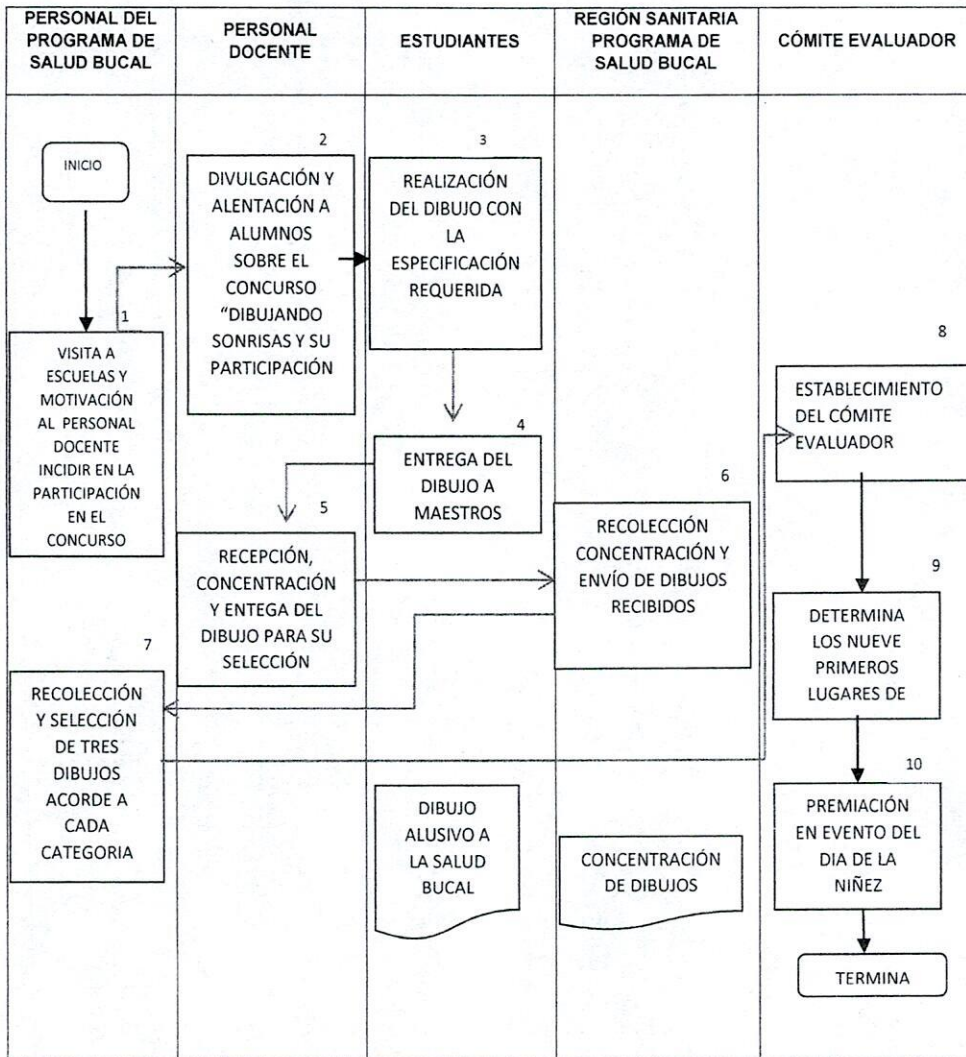 PERSONAL DEL
PROGRAMA DE
SALUD BUCAL
PERSONAL
DOCENTE
ESTUDIANTES
REGIÓN SANITARIA
PROGRAMA DE
SALUD BUCAL
CÓMITE EVALUADOR
INICIO
1
VISITA A
ESCUELAS Y
MOTIVACIÓN
AL PERSONAL
DOCENTE
INCIDIR EN LA
PARTICIPACIÓN
EN EL
CONCURSO
2
DIVULGACIÓN Y
ALENTACIÓN A
ALUMNOS
SOBRE EL
CONCURSO
“DIBUJANDO
SONRISAS Y SU
PARTICIPACIÓN
3
REALIZACIÓN
DEL DIBUJO CON
LA
ESPECIFICACIÓN
REQUERIDA
4
ENTREGA DEL
DIBUJO A
MAESTROS
5
RECEPCIÓN,
CONCENTRACIÓN
Y ENTEGA DEL
DIBUJO PARA SU
SELECCIÓN
6
RECOLECCIÓN
CONCENTRACIÓN Y
ENVÍO DE DIBUJOS
RECIBIDOS
7
RECOLECCIÓN
Y SELECCIÓN
DE TRES
DIBUJOS
ACORDE A
CADA
CATEGORIA
8
ESTABLECIMIENTO
DEL CÓMITE
EVALUADOR
9
DETERMINA
LOS NUEVE
PRIMEROS
LUGARES DE
10
PREMIACIÓN
EN EVENTO DEL
DIA DE LA
NIÑEZ
DIBUJO
ALUSIVO A
LA SALUD
BUCAL
CONCENTRACIÓN
DE DIBUJOS
TERMINA